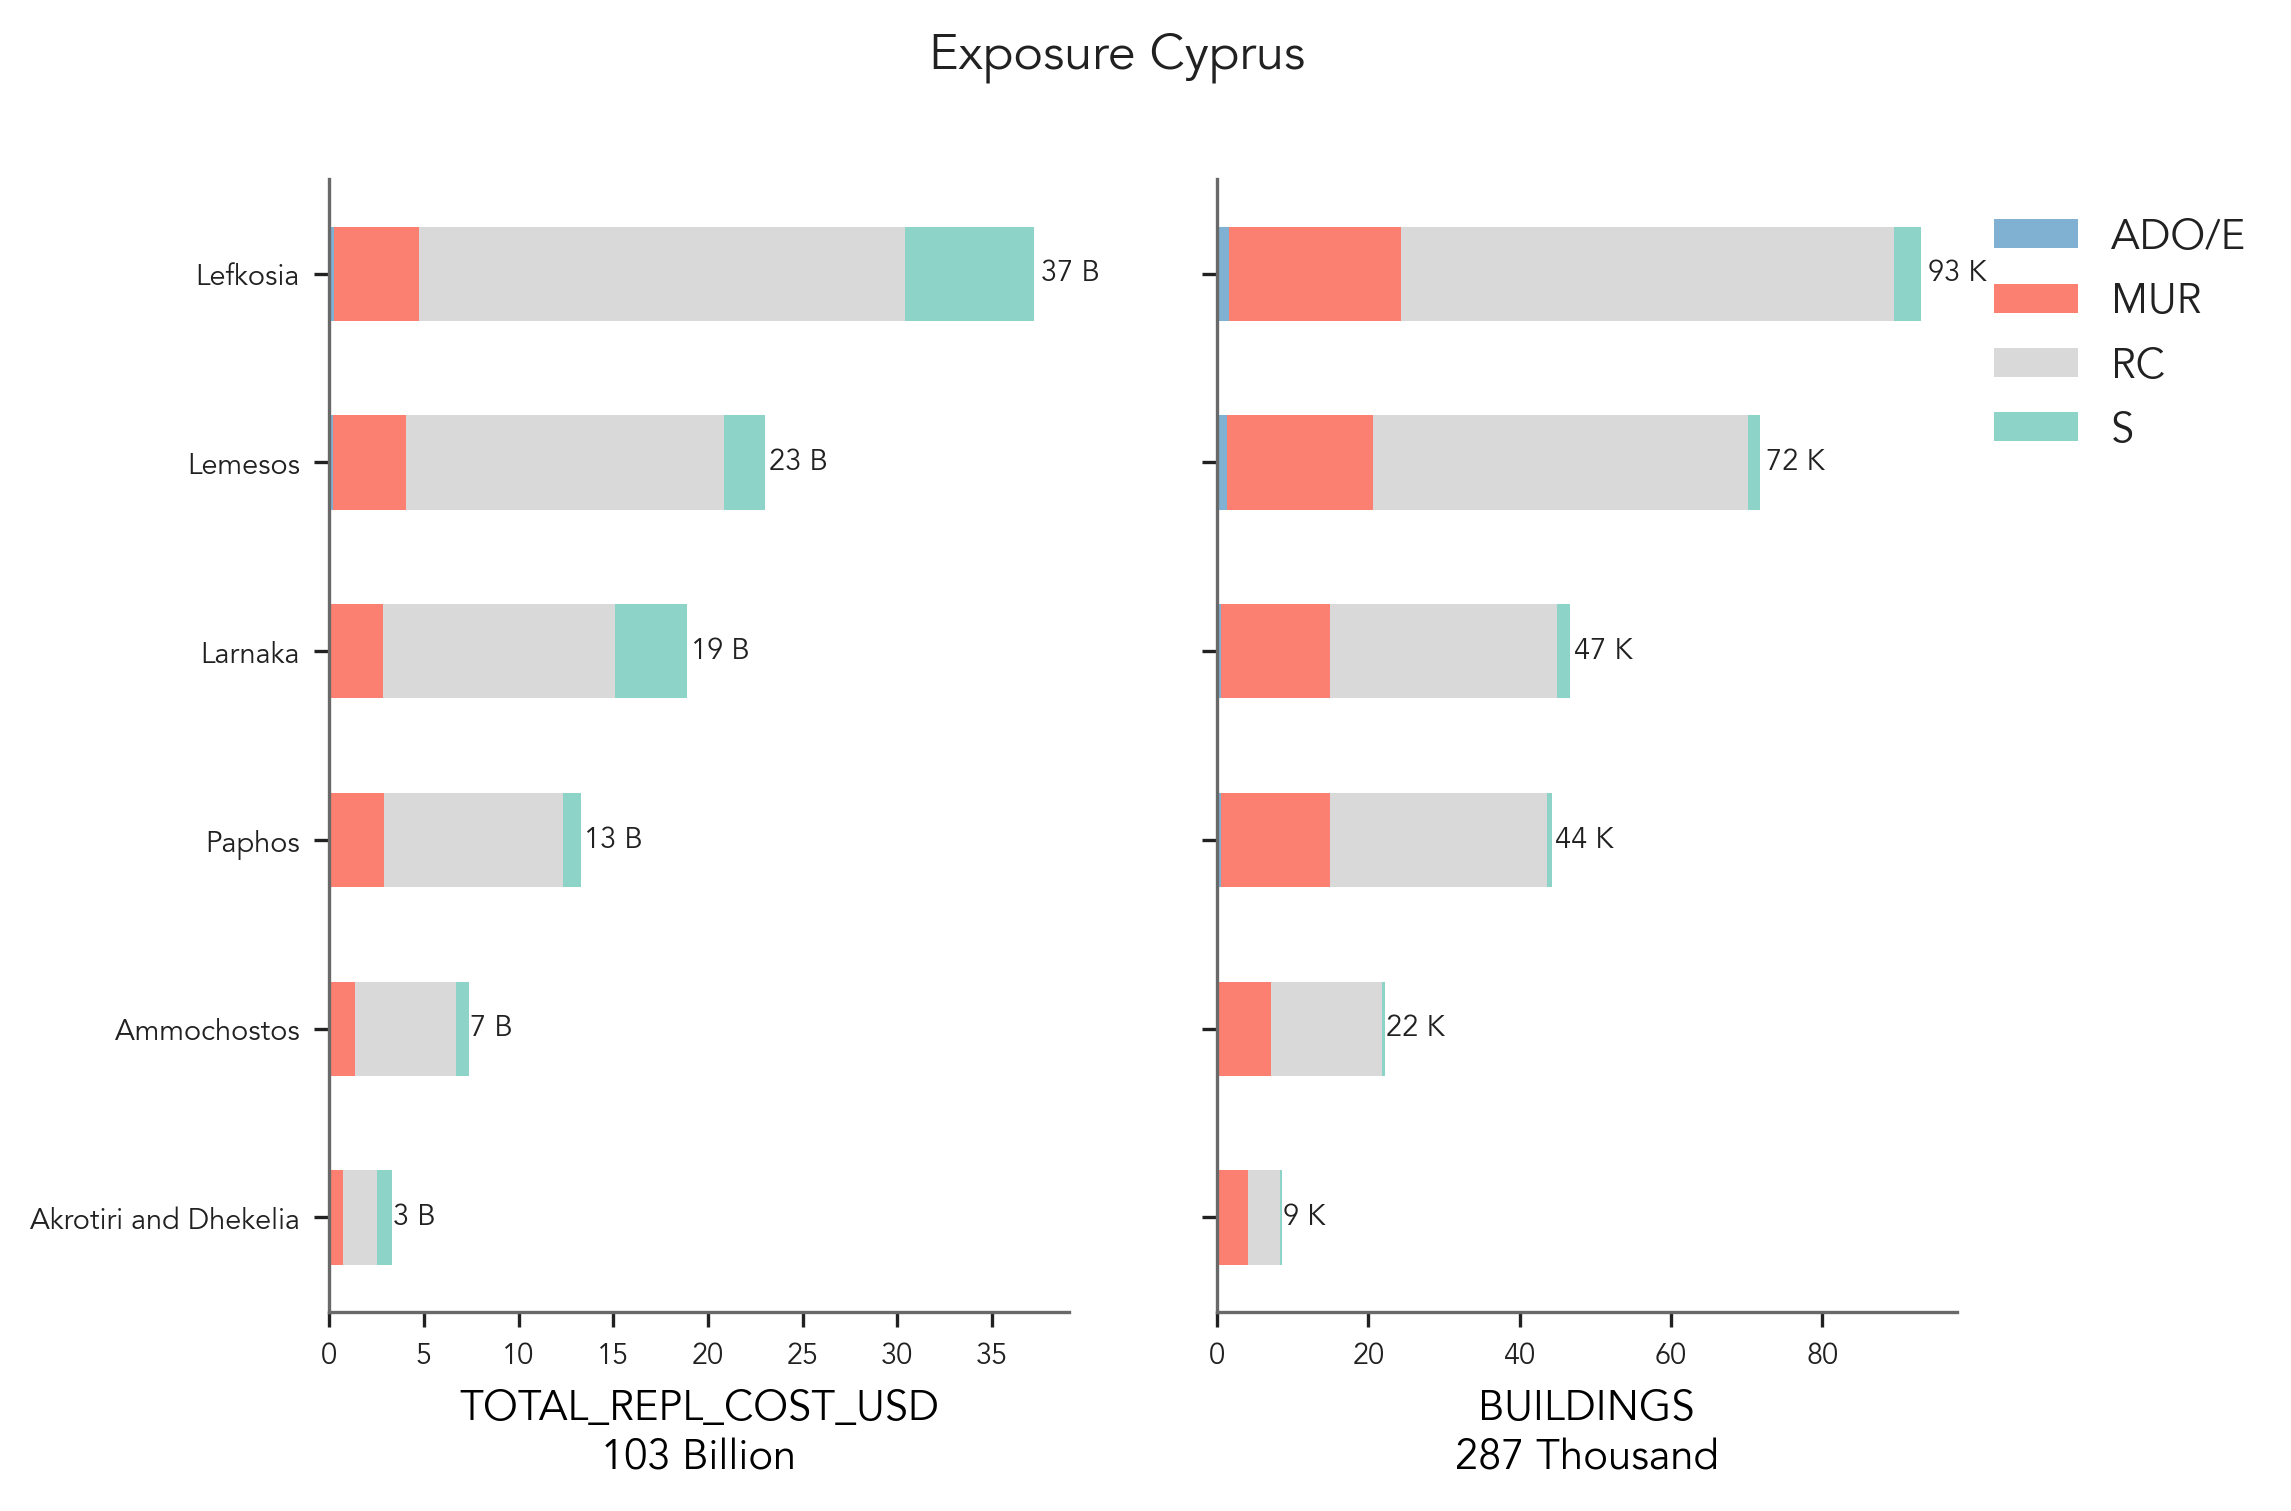 Exposure Cyprus
Lefkosia
37 B
93 K
Lemesos
23 B
72 K
Larnaka
19 B
47 K
Paphos
13 B
44 K
Ammochostos
7 B
22 K
Akrotiri and Dhekelia
3 B
9 K
0 5 10 15 20 25 30 35
TOTAL_REPL_COST_USD
103 Billion
0 20 40 60 80
BUILDINGS
287 Thousand
ADO/E
MUR
RC
S